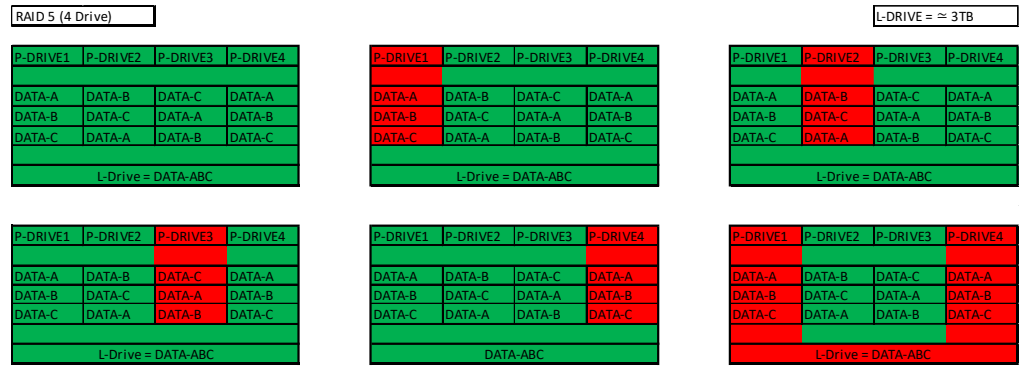 RAID 5 (4 Drive)
L-DRIVE = ≃ 3TB
P-DRIVE1 P-DRIVE2 P-DRIVE3 P-DRIVE4
DATA-A DATA-B DATA-C DATA-A
DATA-B DATA-C DATA-A DATA-B
DATA-C DATA-A DATA-B DATA-C
L-Drive = DATA-ABC
P-DRIVE1 P-DRIVE2 P-DRIVE3 P-DRIVE4
DATA-A DATA-B DATA-C DATA-A
DATA-B DATA-C DATA-A DATA-B
DATA-C DATA-A DATA-B DATA-C
L-Drive = DATA-ABC
P-DRIVE1 P-DRIVE2 P-DRIVE3 P-DRIVE4
DATA-A DATA-B DATA-C DATA-A
DATA-B DATA-C DATA-A DATA-B
DATA-C DATA-A DATA-B DATA-C
L-Drive = DATA-ABC
P-DRIVE1 P-DRIVE2 P-DRIVE3 P-DRIVE4
DATA-A DATA-B DATA-C DATA-A
DATA-B DATA-C DATA-A DATA-B
DATA-C DATA-A DATA-B DATA-C
L-Drive = DATA-ABC
P-DRIVE1 P-DRIVE2 P-DRIVE3 P-DRIVE4
DATA-A DATA-B DATA-C DATA-A
DATA-B DATA-C DATA-A DATA-B
DATA-C DATA-A DATA-B DATA-C
DATA-ABC
P-DRIVE1 P-DRIVE2 P-DRIVE3 P-DRIVE4
DATA-A DATA-B DATA-C DATA-A
DATA-B DATA-C DATA-A DATA-B
DATA-C DATA-A DATA-B DATA-C
L-Drive = DATA-ABC